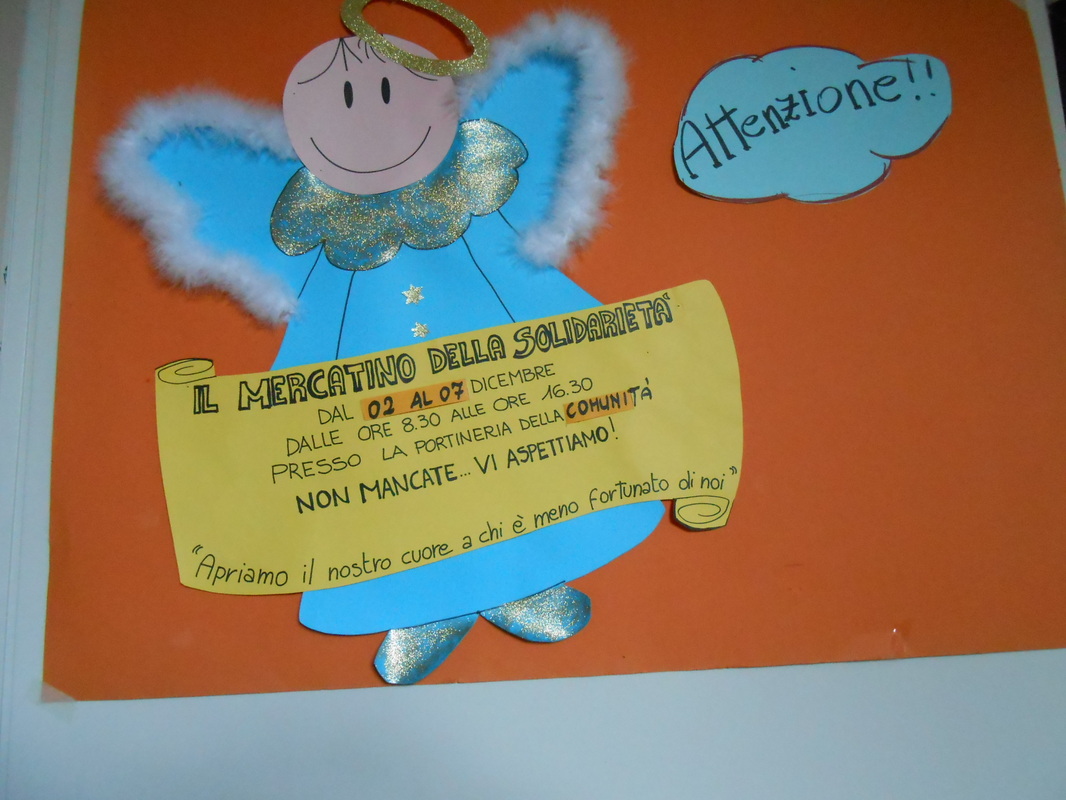 Attenzione!!
IL MERCATINO DELLA SOLIDARIETÀ
DAL 02 AL 07 DICEMBRE
DALLE ORE 8.30 ALLE ORE 16.30
PRESSO LA PORTINERIA DELLA COMUNITÀ
NON MANCATE... VI ASPETTIAMO!
"Apriamo il nostro cuore a chi è meno fortunato di noi"